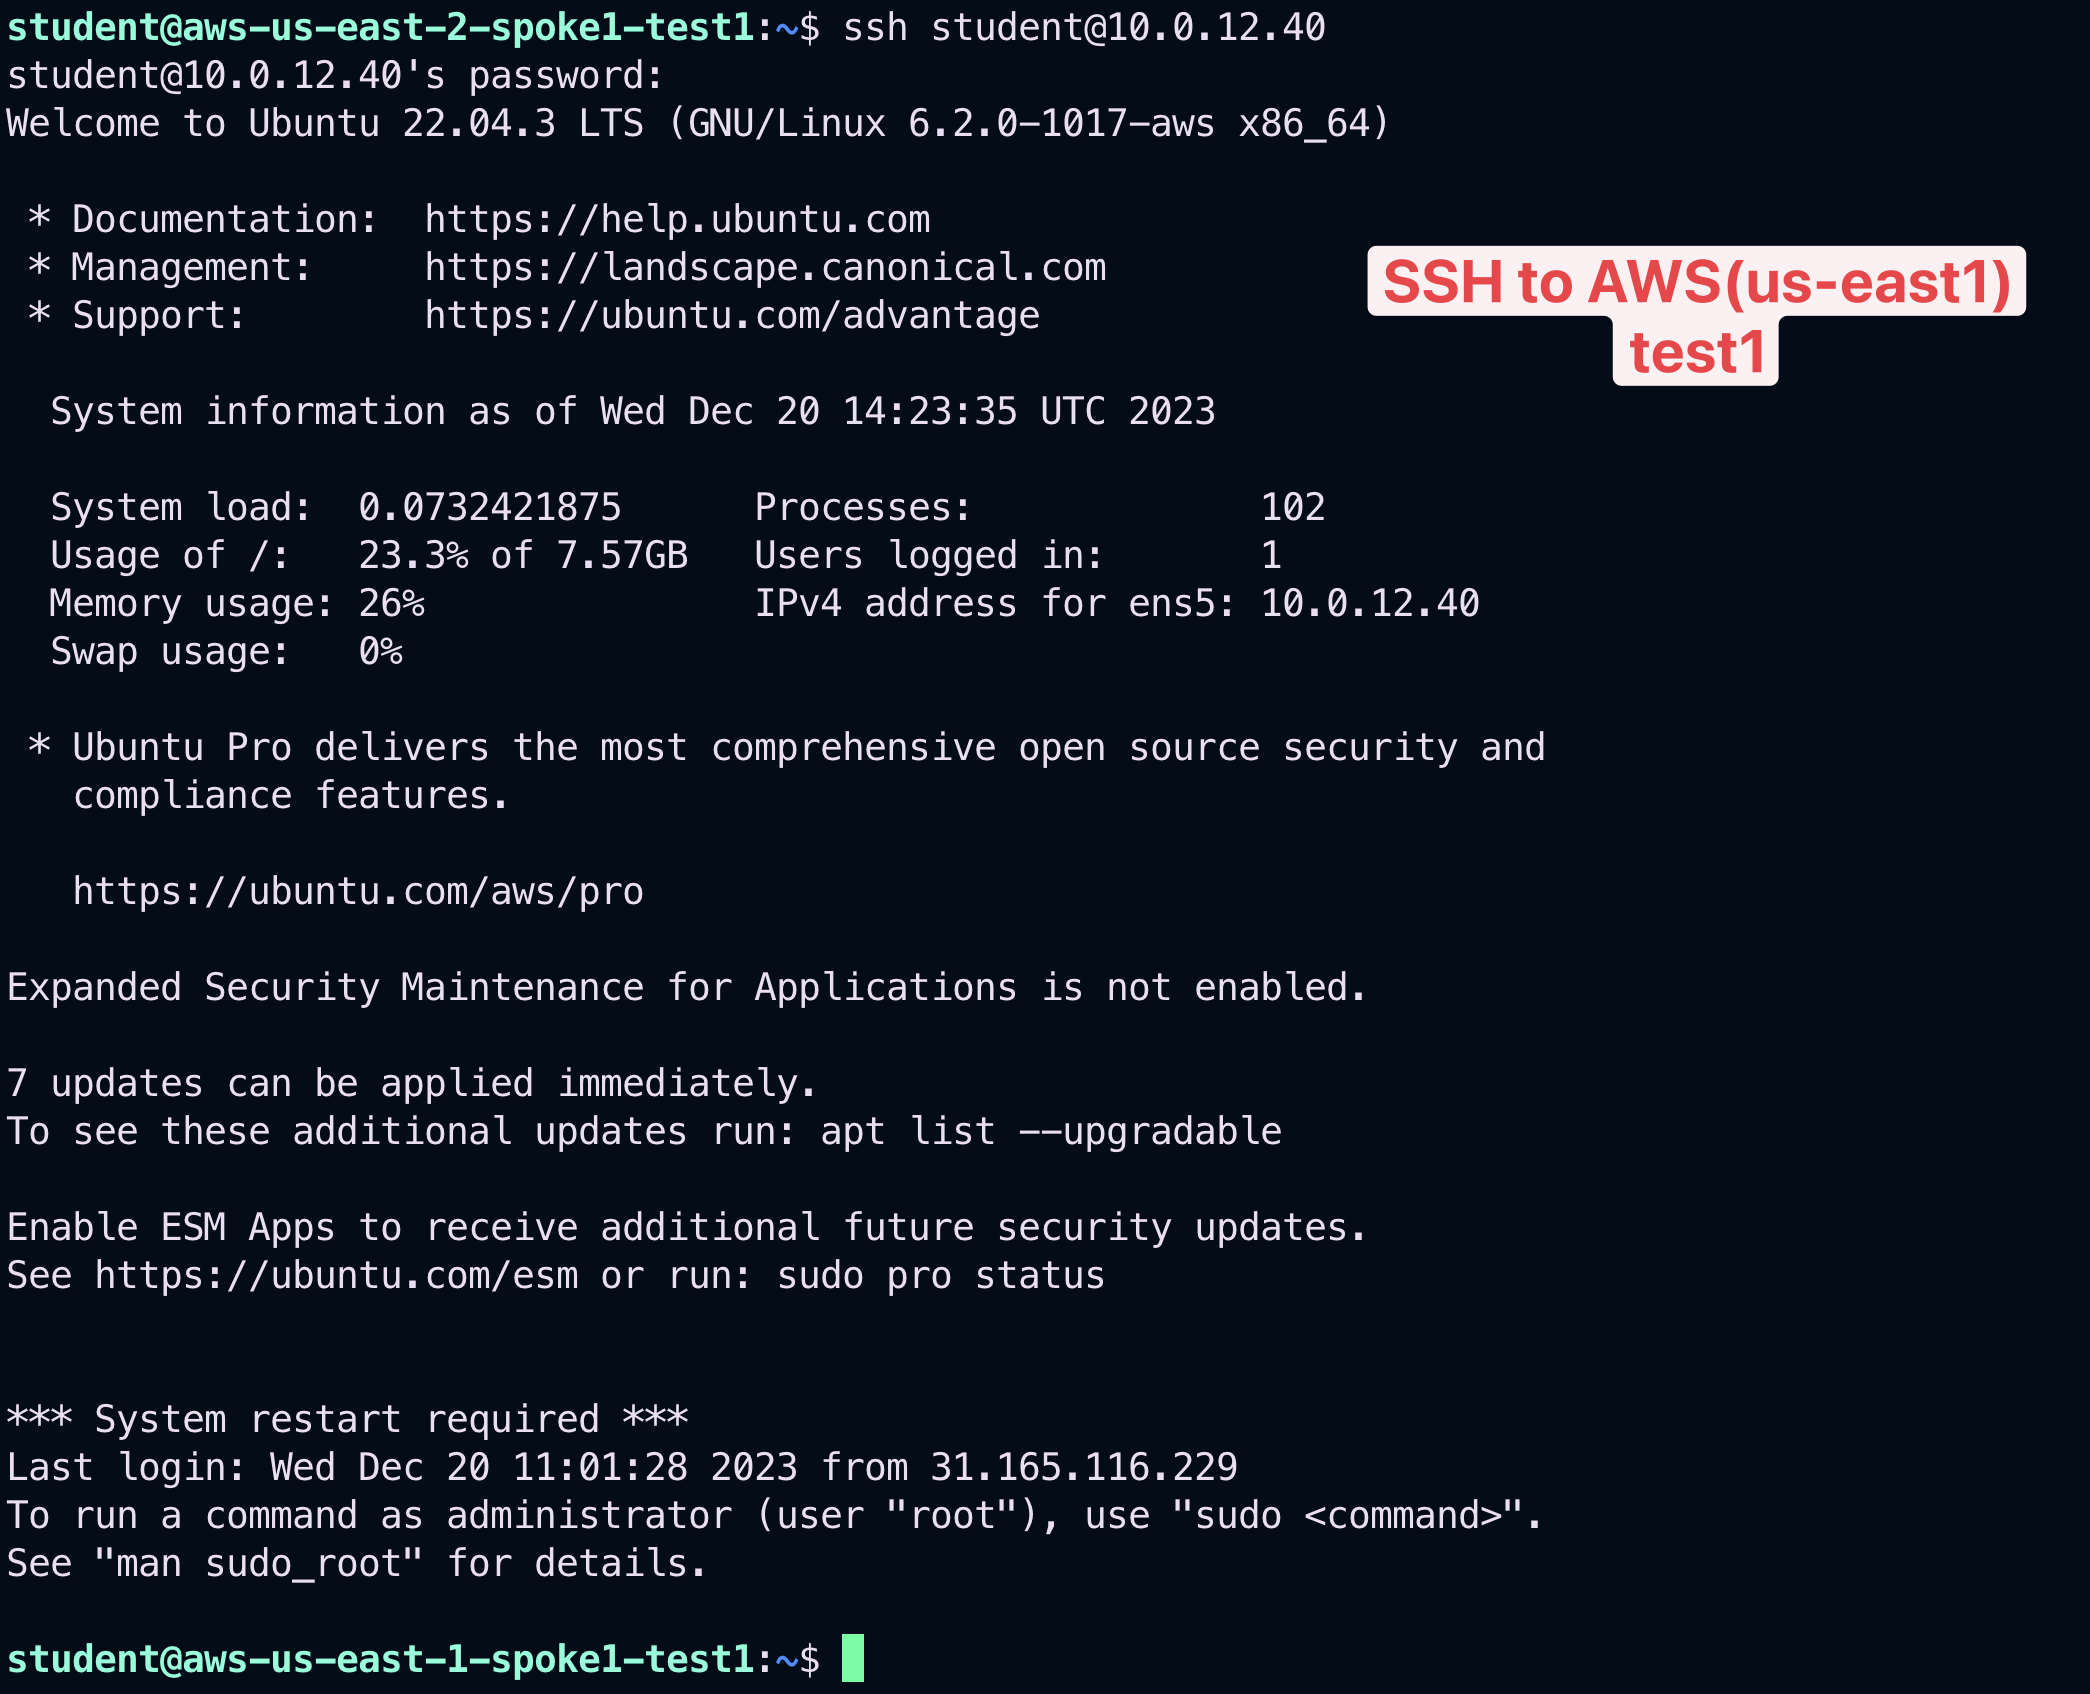 student@aws-us-east-2-spoke1-test1:~$ ssh student@10.0.12.40
student@10.0.12.40's password:
Welcome to Ubuntu 22.04.3 LTS (GNU/Linux 6.2.0-1017-aws x86_64)

 * Documentation:  https://help.ubuntu.com
 * Management:     https://landscape.canonical.com
 * Support:        https://ubuntu.com/advantage
SSH to AWS(us-east1)
test1

  System information as of Wed Dec 20 14:23:35 UTC 2023

  System load:  0.0732421875      Processes:             102
  Usage of /:   23.3% of 7.57GB   Users logged in:       1
  Memory usage: 26%               IPv4 address for ens5: 10.0.12.40
  Swap usage:   0%

 * Ubuntu Pro delivers the most comprehensive open source security and
   compliance features.

   https://ubuntu.com/aws/pro

Expanded Security Maintenance for Applications is not enabled.

7 updates can be applied immediately.
To see these additional updates run: apt list --upgradable

Enable ESM Apps to receive additional future security updates.
See https://ubuntu.com/esm or run: sudo pro status

*** System restart required ***
Last login: Wed Dec 20 11:01:28 2023 from 31.165.116.229
To run a command as administrator (user "root"), use "sudo <command>".
See "man sudo_root" for details.

student@aws-us-east-1-spoke1-test1:~$